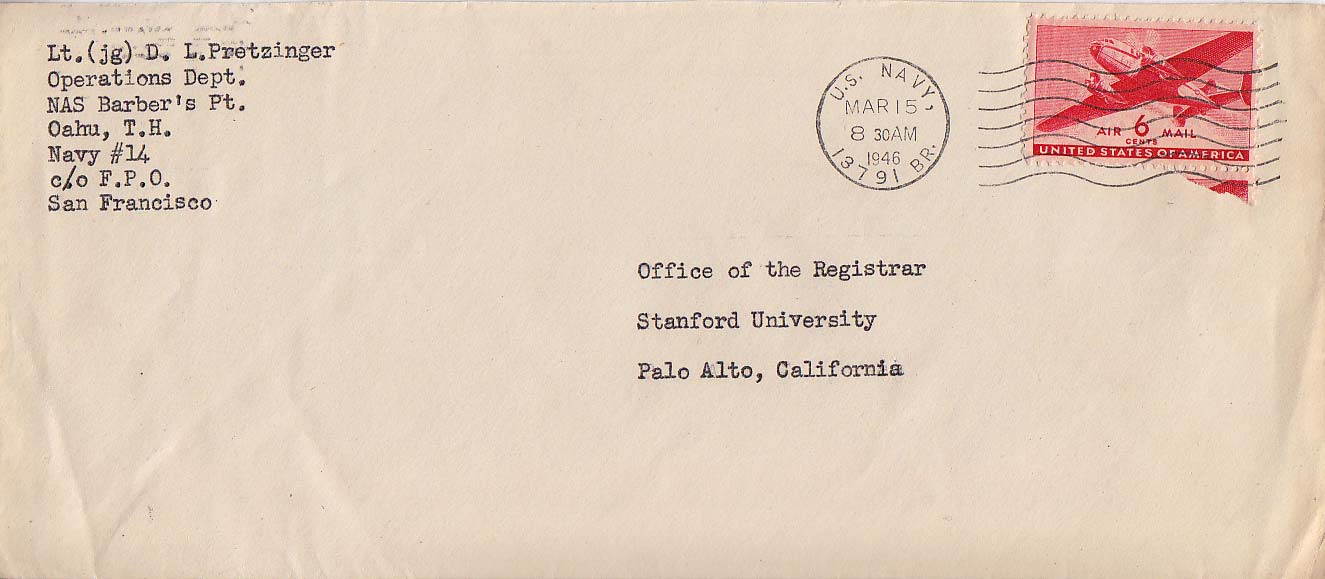 Lt.(jg) D. L.Pretzinger
Operations Dept.
NAS Barber's Pt.
Oahu, T.H.
Navy #14
c/o F.P.O.
San Francisco
U.S. NAVY,
MAR 15
8 30AM
1946
13791 BR.
AIR 6 MAIL
CENTS
UNITED STATES OF AMERICA
Office of the Registrar
Stanford University
Palo Alto, California